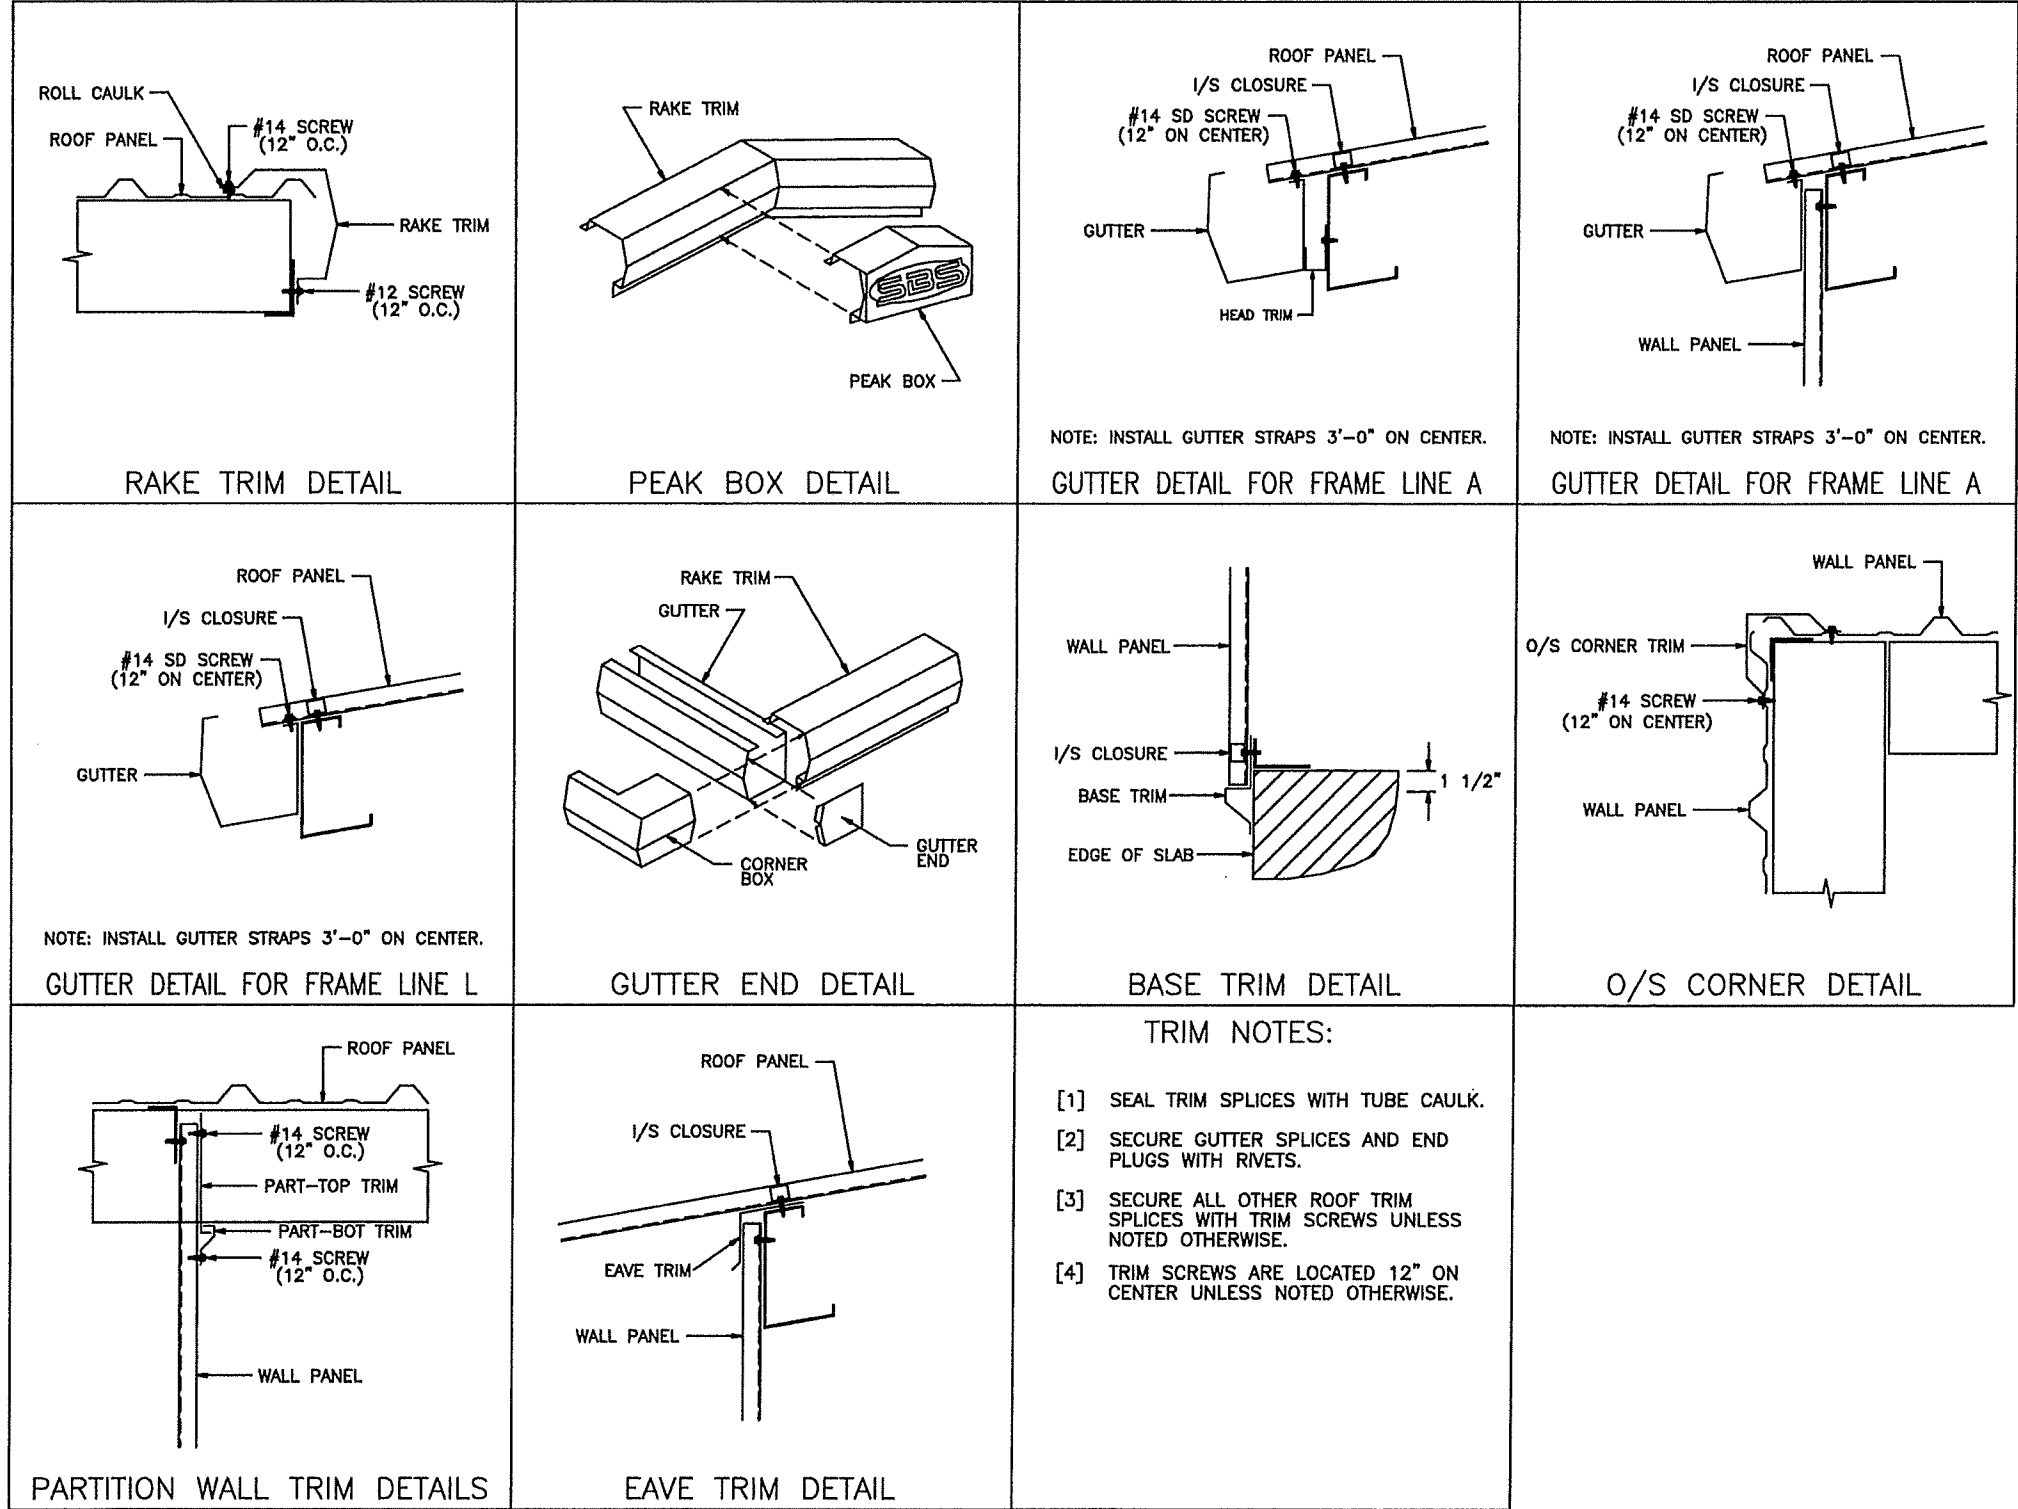 ROLL CAULK
#14 SCREW
(12" O.C.)
ROOF PANEL
RAKE TRIM
#12 SCREW
(12" O.C.)
RAKE TRIM DETAIL
RAKE TRIM
SBS
PEAK BOX
PEAK BOX DETAIL
ROOF PANEL
I/S CLOSURE
#14 SD SCREW
(12" ON CENTER)
GUTTER
HEAD TRIM
NOTE: INSTALL GUTTER STRAPS 3'-0" ON CENTER.
GUTTER DETAIL FOR FRAME LINE A
ROOF PANEL
I/S CLOSURE
#14 SD SCREW
(12" ON CENTER)
GUTTER
WALL PANEL
NOTE: INSTALL GUTTER STRAPS 3'-0" ON CENTER.
GUTTER DETAIL FOR FRAME LINE A
ROOF PANEL
I/S CLOSURE
#14 SD SCREW
(12" ON CENTER)
GUTTER
NOTE: INSTALL GUTTER STRAPS 3'-0" ON CENTER.
GUTTER DETAIL FOR FRAME LINE L
RAKE TRIM
GUTTER
GUTTER
END
CORNER
BOX
GUTTER END DETAIL
WALL PANEL
I/S CLOSURE
1 1/2"
BASE TRIM
EDGE OF SLAB
BASE TRIM DETAIL
WALL PANEL
O/S CORNER TRIM
#14 SCREW
(12" ON CENTER)
WALL PANEL
O/S CORNER DETAIL
ROOF PANEL
#14 SCREW
(12" O.C.)
PART-TOP TRIM
PART-BOT TRIM
#14 SCREW
(12" O.C.)
WALL PANEL
PARTITION WALL TRIM DETAILS
ROOF PANEL
I/S CLOSURE
EAVE TRIM
WALL PANEL
EAVE TRIM DETAIL
TRIM NOTES:
[1] SEAL TRIM SPLICES WITH TUBE CAULK.
[2] SECURE GUTTER SPLICES AND END
PLUGS WITH RIVETS.
[3] SECURE ALL OTHER ROOF TRIM
SPLICES WITH TRIM SCREWS UNLESS
NOTED OTHERWISE.
[4] TRIM SCREWS ARE LOCATED 12" ON
CENTER UNLESS NOTED OTHERWISE.